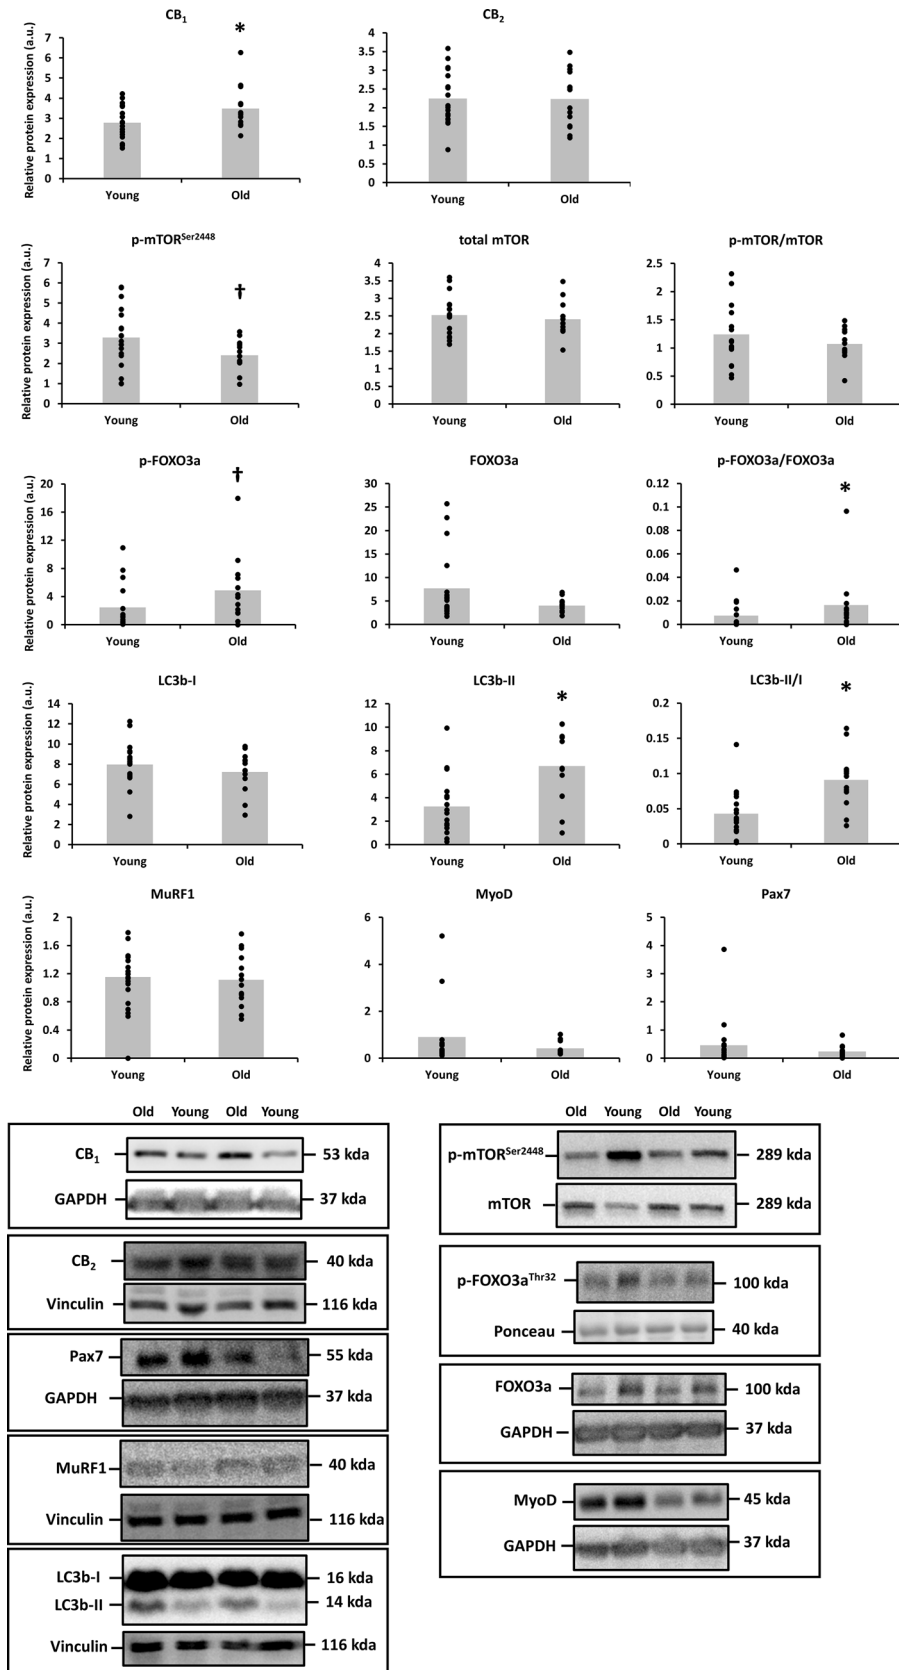 CB₁
*
CB₂
Relative protein expression (a.u.)
8
7
6
5
4
3
2
1
0
Young
Old
4
3.5
3
2.5
2
1.5
1
0.5
0
Young
Old
p-mTORSer2448
†
total mTOR
p-mTOR/mTOR
Relative protein expression (a.u.)
7
6
5
4
3
2
1
0
Young
Old
4
3.5
3
2.5
2
1.5
1
0.5
0
Young
Old
2.5
2
1.5
1
0.5
0
Young
Old
p-FOXO3a
†
FOXO3a
p-FOXO3a/FOXO3a
*
Relative protein expression (a.u.)
20
16
12
8
4
0
Young
Old
30
25
20
15
10
5
0
Young
Old
0.12
0.1
0.08
0.06
0.04
0.02
0
Young
Old
LC3b-I
LC3b-II
*
LC3b-II/I
*
Relative protein expression (a.u.)
14
12
10
8
6
4
2
0
Young
Old
12
10
8
6
4
2
0
Young
Old
0.2
0.15
0.1
0.05
0
Young
Old
MuRF1
MyoD
Pax7
Relative protein expression (a.u.)
2
1.6
1.2
0.8
0.4
0
Young
Old
6
4
2
0
Young
Old
5
4
3
2
1
0
Young
Old
Old Young Old Young
CB₁ 53 kda
GAPDH 37 kda
CB₂ 40 kda
Vinculin 116 kda
Pax7 55 kda
GAPDH 37 kda
MuRF1 40 kda
Vinculin 116 kda
LC3b-I 16 kda
LC3b-II 14 kda
Vinculin 116 kda
Old Young Old Young
p-mTORSer2448 289 kda
mTOR 289 kda
p-FOXO3aThr32 100 kda
Ponceau 40 kda
FOXO3a 100 kda
GAPDH 37 kda
MyoD 45 kda
GAPDH 37 kda